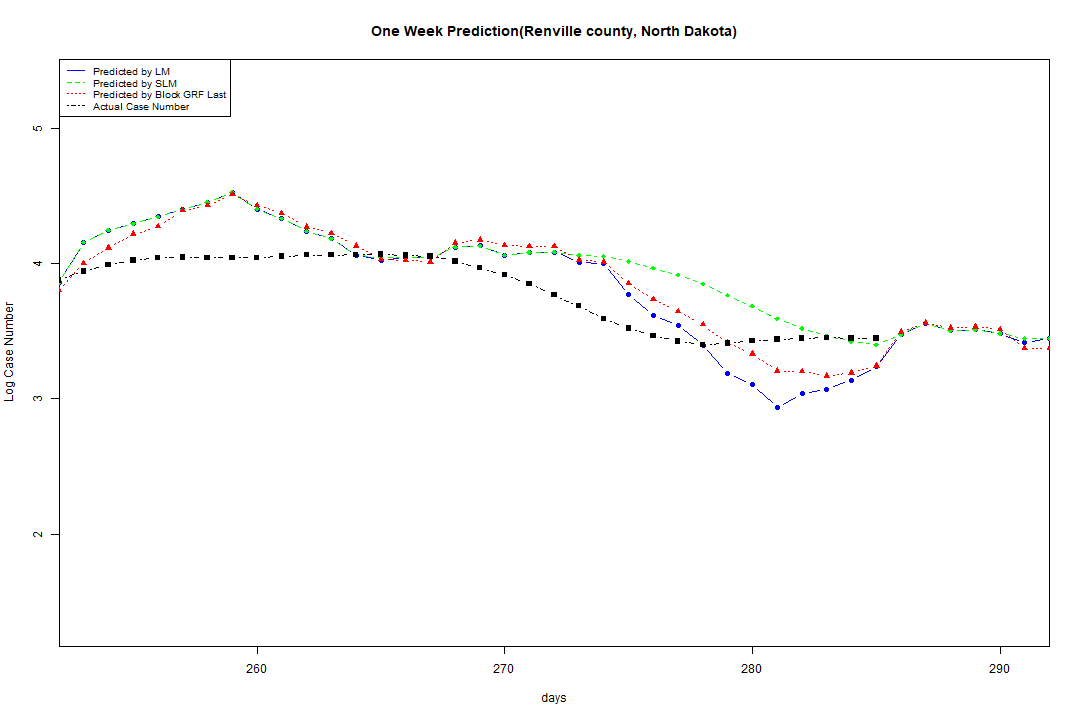 One Week Prediction(Renville county, North Dakota)
Predicted by LM
Predicted by SLM
Predicted by Block GRF Last
Actual Case Number
5
4
3
2
Log Case Number
260
270
280
290
days